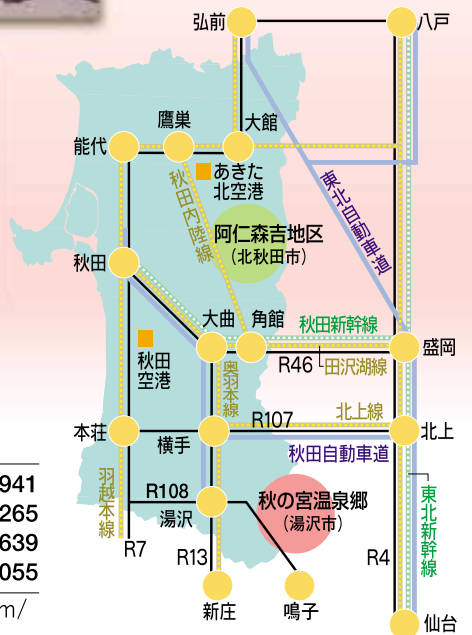 弘前
八戸
鷹巣
大館
能代
あきた
北空港
秋田内陸線
東北自動車道
阿仁森吉地区
(北秋田市)
秋田
大曲
角館
秋田新幹線
盛岡
秋田
空港
R46
田沢湖線
奥羽本線
北上線
R107
本荘
横手
北上
秋田自動車道
941
羽越本線
R108
秋の宮温泉郷
東北新幹線
265
湯沢
(湯沢市)
639
R7
R13
R4
055
m/
新庄
鳴子
仙台